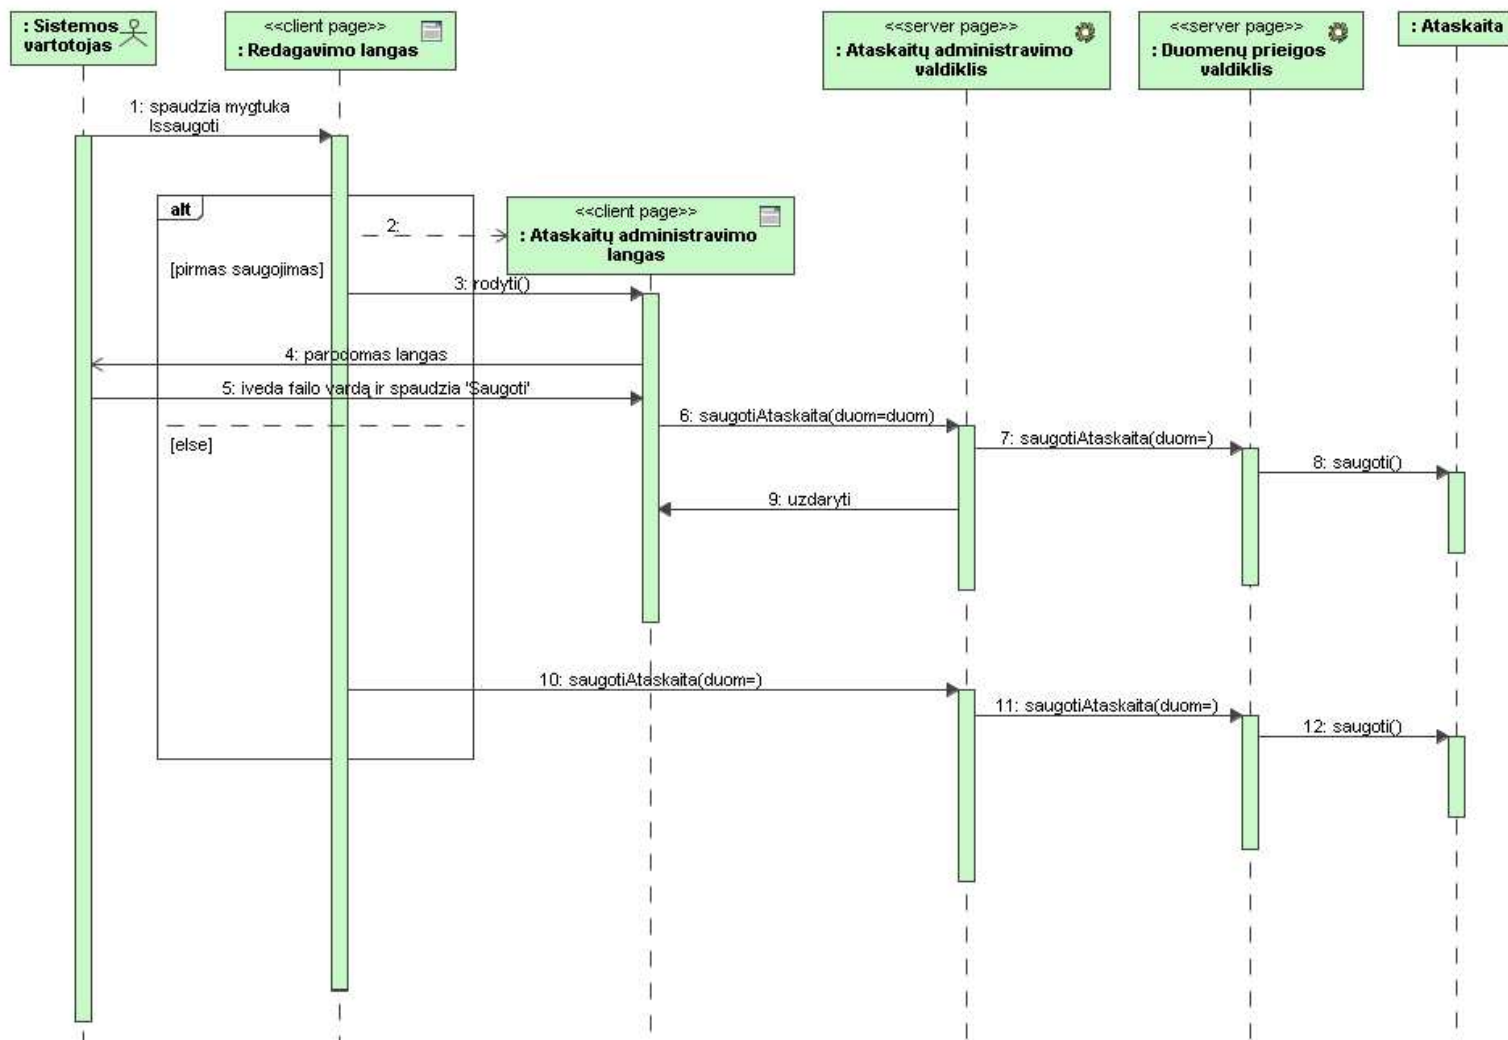 : Sistemos
vartotojas
<<client page>>
: Redagavimo langas
<<server page>>
: Ataskaitų administravimo
valdiklis
<<server page>>
: Duomenų prieigos
valdiklis
: Ataskaita
1: spaudzia mygtuka
Issaugoti
alt
2:
<<client page>>
: Ataskaitų administravimo
langas
[pirmas saugojimas]
3: rodyti()
4: parodomas langas
5: iveda failo vardą ir spaudzia 'Saugoti'
6: saugotiAtaskaita(duom=duom)
[else]
7: saugotiAtaskaita(duom=)
8: saugoti()
9: uzdaryti
10: saugotiAtaskaita(duom=)
11: saugotiAtaskaita(duom=)
12: saugoti()